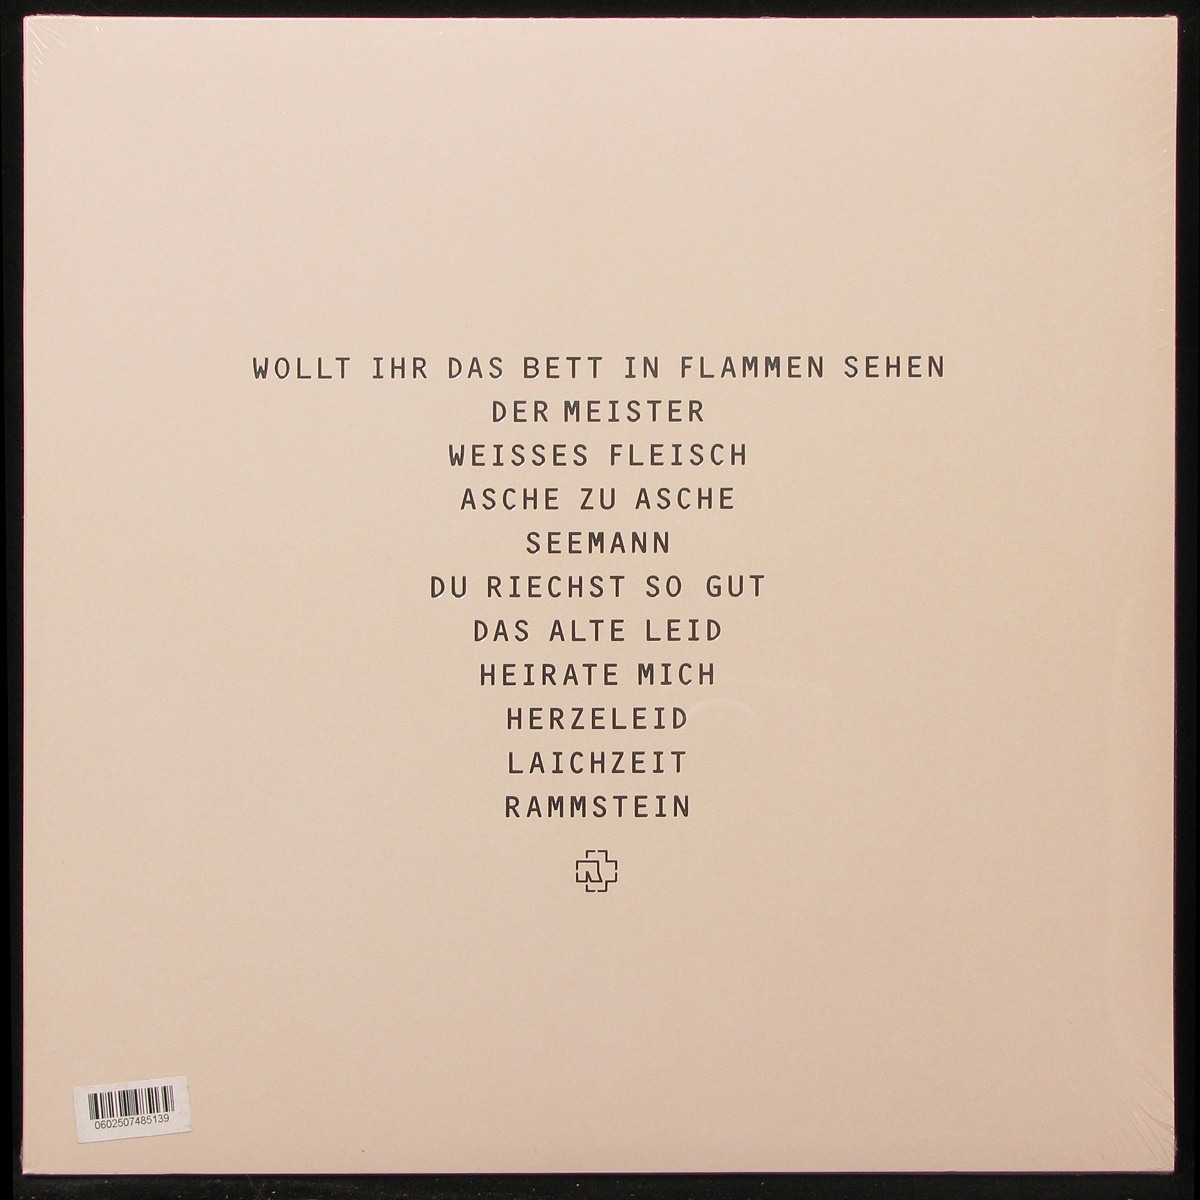 WOLLT IHR DAS BETT IN FLAMMEN SEHEN
DER MEISTER
WEISSES FLEISCH
ASCHE ZU ASCHE
SEEMANN
DU RIECHST SO GUT
DAS ALTE LEID
HEIRATE MICH
HERZELEID
LAICHZEIT
RAMMSTEIN
0602507485139